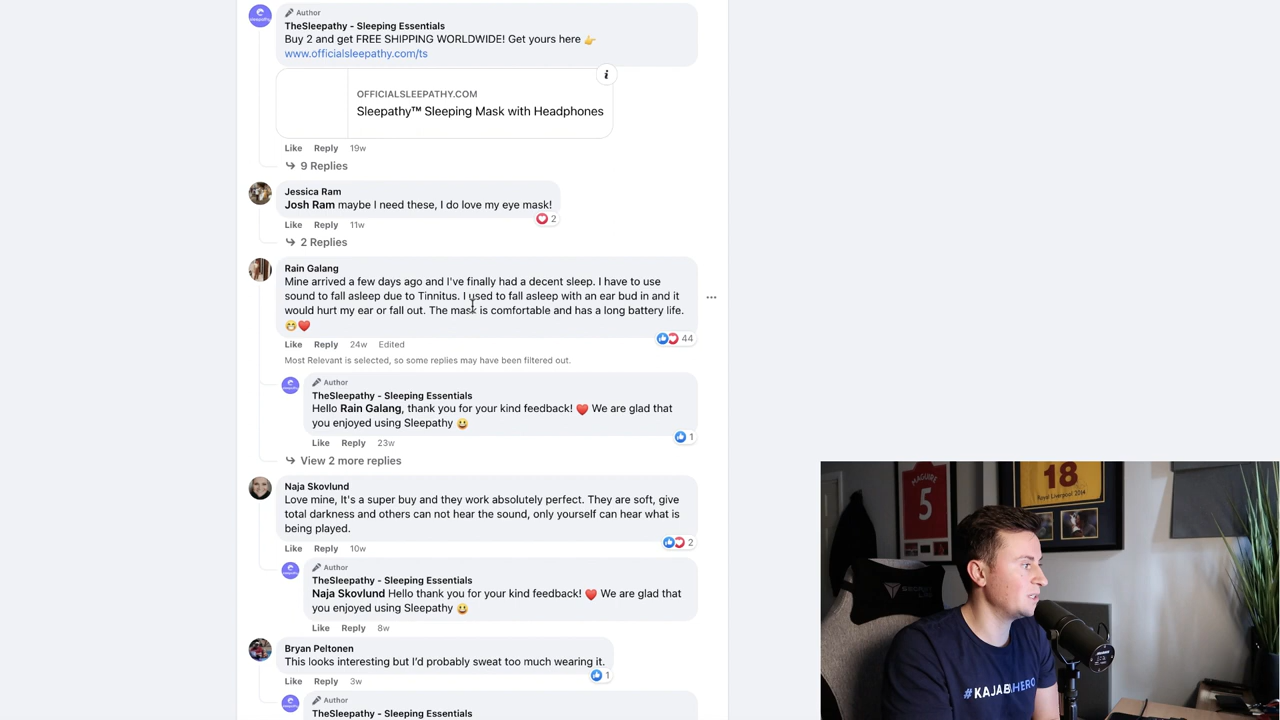 Author
TheSleepathy - Sleeping Essentials
Buy 2 and get FREE SHIPPING WORLDWIDE! Get yours here 👉
www.officialsleepathy.com/ts
OFFICIALSLEEPATHY.COM
Sleepathy™ Sleeping Mask with Headphones
Like Reply 19w
9 Replies
Jessica Ram
Josh Ram maybe I need these, I do love my eye mask!
2
Like Reply 11w
2 Replies
Rain Galang
Mine arrived a few days ago and I've finally had a decent sleep. I have to use
sound to fall asleep due to Tinnitus. I used to fall asleep with an ear bud in and it
would hurt my ear or fall out. The mask is comfortable and has a long battery life.
😁❤️
44
Like Reply 24w Edited
Most Relevant is selected, so some replies may have been filtered out.
Author
TheSleepathy - Sleeping Essentials
Hello Rain Galang, thank you for your kind feedback! ❤️ We are glad that
you enjoyed using Sleepathy 😃
1
Like Reply 23w
View 2 more replies
Naja Skovlund
Love mine, It's a super buy and they work absolutely perfect. They are soft, give
total darkness and others can not hear the sound, only yourself can hear what is
being played.
2
Like Reply 10w
Author
TheSleepathy - Sleeping Essentials
Naja Skovlund Hello thank you for your kind feedback! ❤️ We are glad that
you enjoyed using Sleepathy 😃
Like Reply 8w
Bryan Peltonen
This looks interesting but I'd probably sweat too much wearing it.
1
Like Reply 3w
Author
TheSleepathy - Sleeping Essentials
MAGUIRE
5
18
Royal Liverpool 2014
#KAJABIHERO